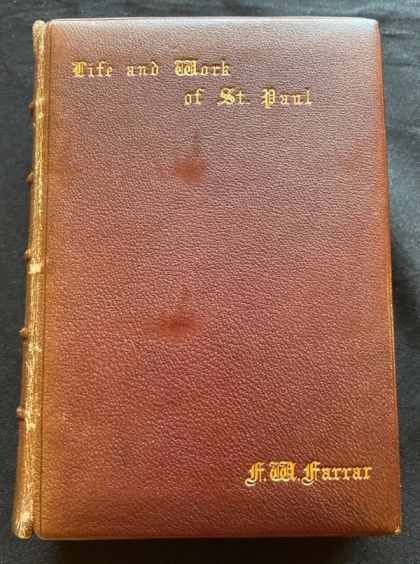 Life and Work
of St. Paul
F. W. Farrar